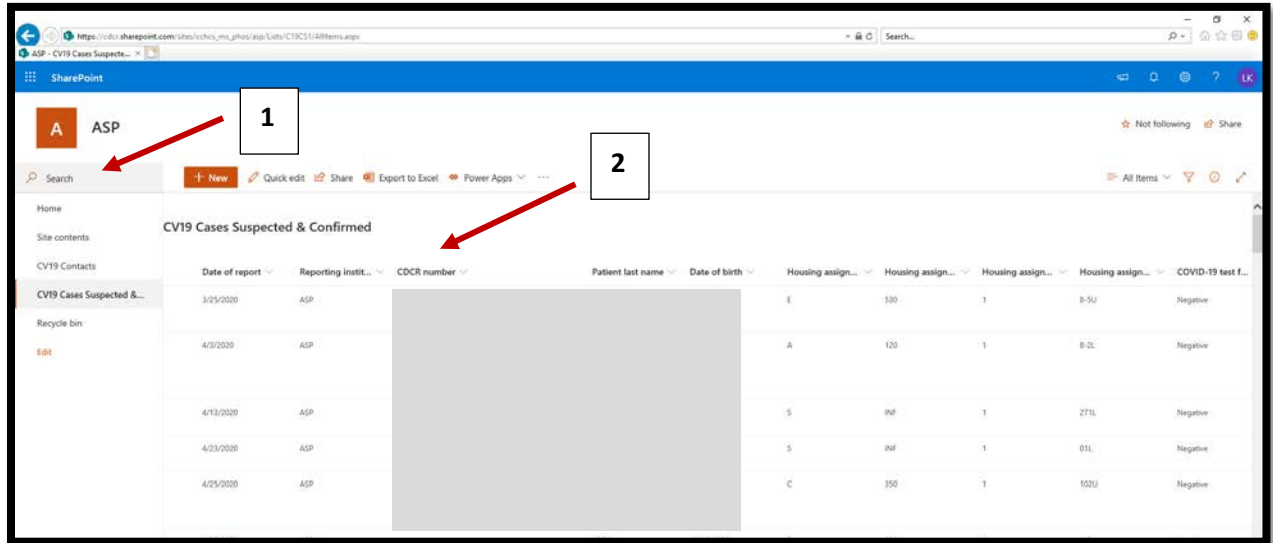 https://cdcr.sharepoint.com/sites/cchcs_ms_phos/asp/Lists/C19CS1/AllItems.aspx
Search...
ASP - CV19 Cases Suspecte...
SharePoint
LK
A ASP
1
Not following Share
2
Search
+ New Quick edit Share Export to Excel Power Apps ...
All Items
Home
Site contents
CV19 Contacts
CV19 Cases Suspected &...
Recycle bin
Edit
CV19 Cases Suspected & Confirmed
Date of report Reporting instit... CDCR number Patient last name Date of birth Housing assign... Housing assign... Housing assign... Housing assign... COVID-19 test f...
3/25/2020 ASP E 530 1 B-5U Negative
4/3/2020 ASP A 120 1 B-2L Negative
4/13/2020 ASP S INF 1 271L Negative
4/23/2020 ASP S INF 1 01L Negative
4/25/2020 ASP C 350 1 102U Negative